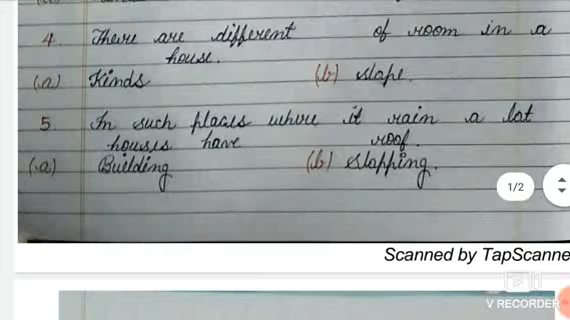 4. There are different of room in a
house.
(a) Kinds (b) slape.
5. In such places where it rain a lot
houses have roof.
(a) Building (b) slopping.
1/2
Scanned by TapScanne
V RECORDER